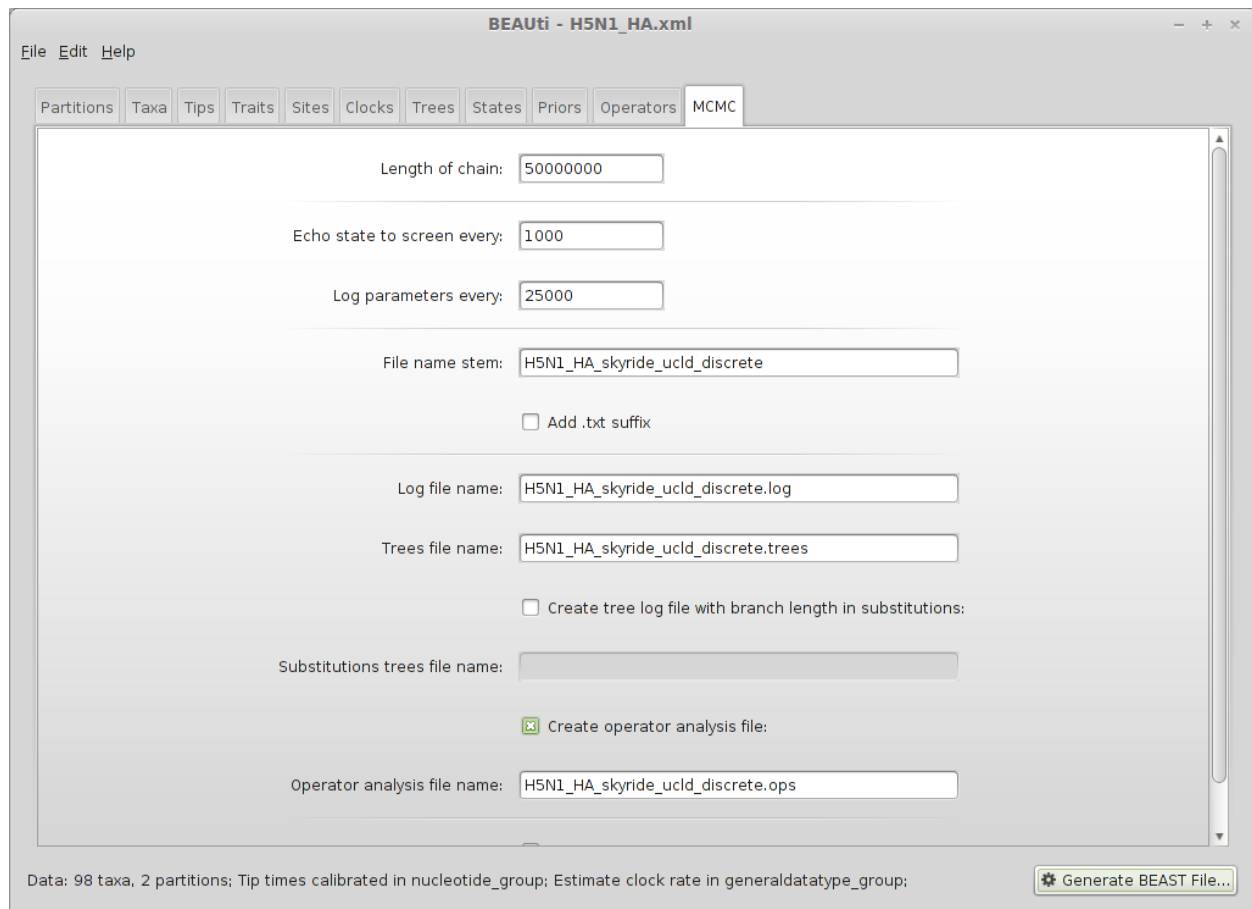 BEAUti - H5N1_HA.xml
File Edit Help
Partitions Taxa Tips Traits Sites Clocks Trees States Priors Operators MCMC
Length of chain: 50000000
Echo state to screen every: 1000
Log parameters every: 25000
File name stem: H5N1_HA_skyride_ucld_discrete
Add .txt suffix
Log file name: H5N1_HA_skyride_ucld_discrete.log
Trees file name: H5N1_HA_skyride_ucld_discrete.trees
Create tree log file with branch length in substitutions:
Substitutions trees file name:
Create operator analysis file:
Operator analysis file name: H5N1_HA_skyride_ucld_discrete.ops
Data: 98 taxa, 2 partitions; Tip times calibrated in nucleotide_group; Estimate clock rate in generaldatatype_group; Generate BEAST File...